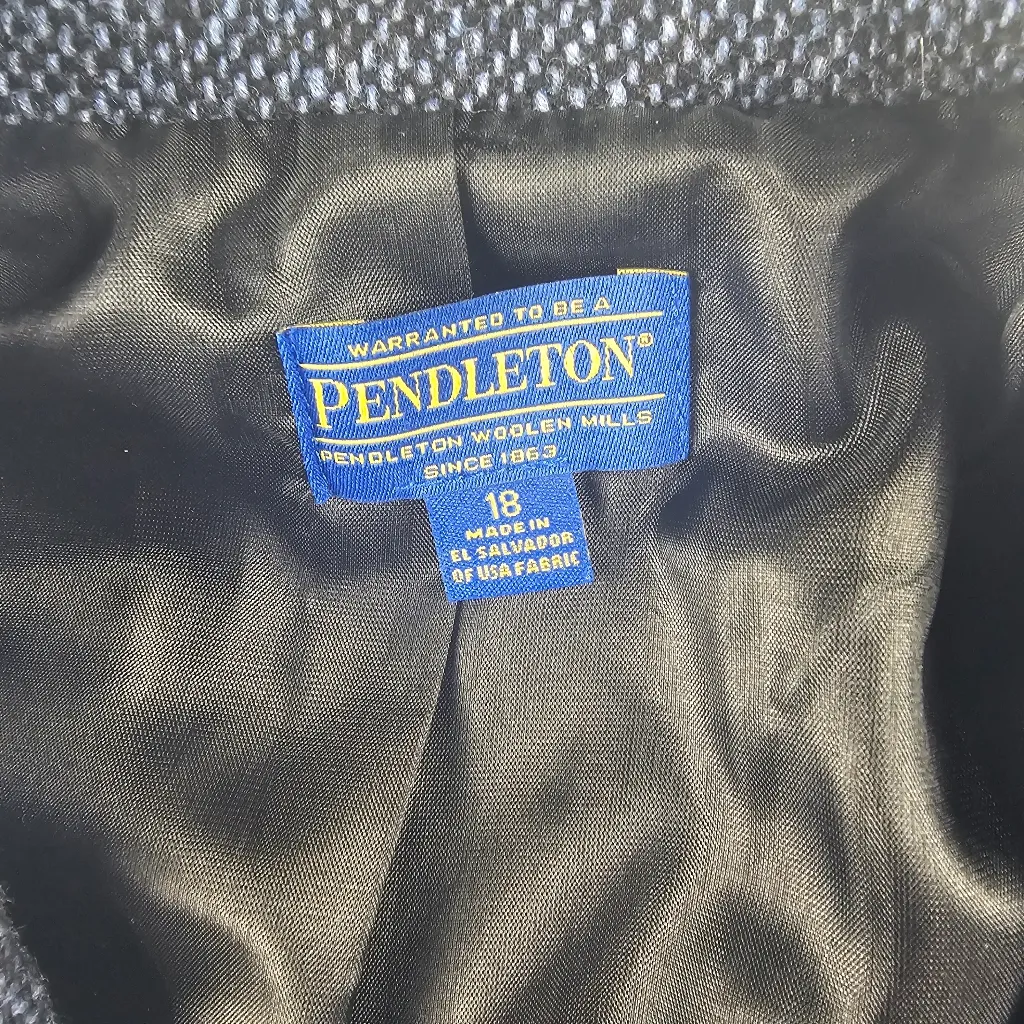 WARRANTED TO BE A
PENDLETON®
PENDLETON WOOLEN MILLS
SINCE 1863
18
MADE IN
EL SALVADOR
OF USA FABRIC